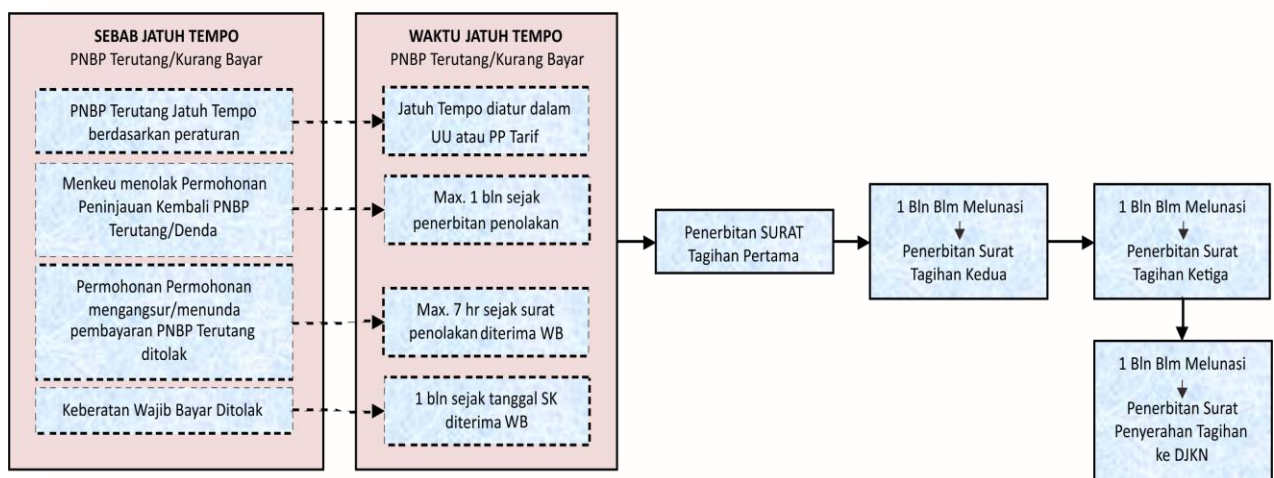 SEBAB JATUH TEMPO
PNBP Terutang/Kurang Bayar
PNBP Terutang Jatuh Tempo
berdasarkan peraturan
Menkeu menolak Permohonan
Peninjauan Kembali PNBP
Terutang/Denda
Permohonan Permohonan
mengangsur/menunda
pembayaran PNBP Terutang
ditolak
Keberatan Wajib Bayar Ditolak
WAKTU JATUH TEMPO
PNBP Terutang/Kurang Bayar
Jatuh Tempo diatur dalam
UU atau PP Tarif
Max. 1 bln sejak
penerbitan penolakan
Max. 7 hr sejak surat
penolakan diterima WB
1 bln sejak tanggal SK
diterima WB
Penerbitan SURAT
Tagihan Pertama
1 Bln Blm Melunasi
Penerbitan Surat
Tagihan Kedua
1 Bln Blm Melunasi
Penerbitan Surat
Tagihan Ketiga
1 Bln Blm Melunasi
Penerbitan Surat
Penyerahan Tagihan
ke DJKN